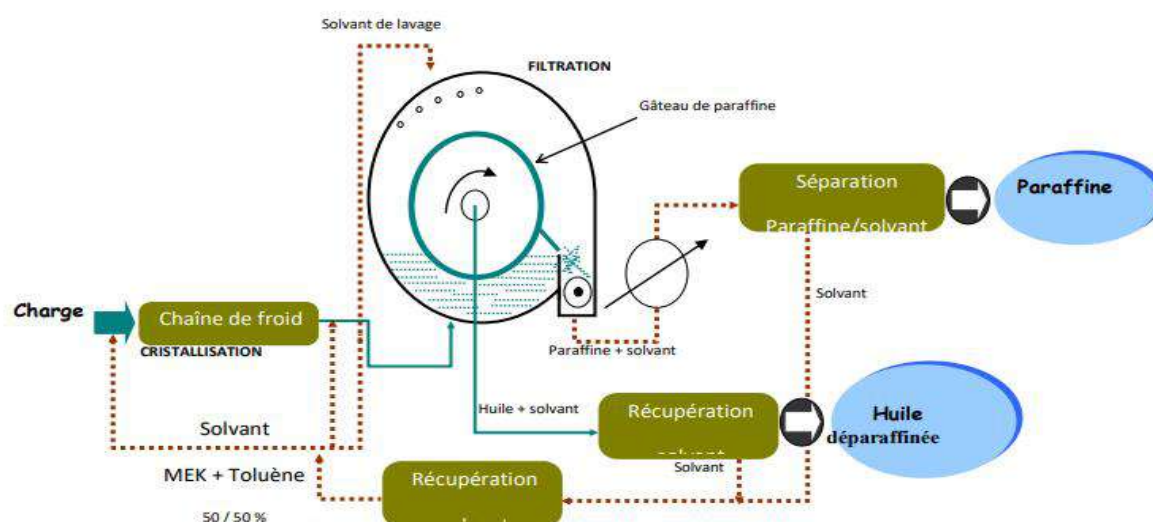 Solvant de lavage
FILTRATION
Gâteau de paraffine
Séparation
Paraffine/solvant
Paraffine
Solvant
Charge
Chaîne de froid
CRISTALLISATION
Paraffine + solvant
Huile + solvant
Récupération
Huile
déparaffinée
Solvant
Solvant
MEK + Toluène
50 / 50 %
Récupération